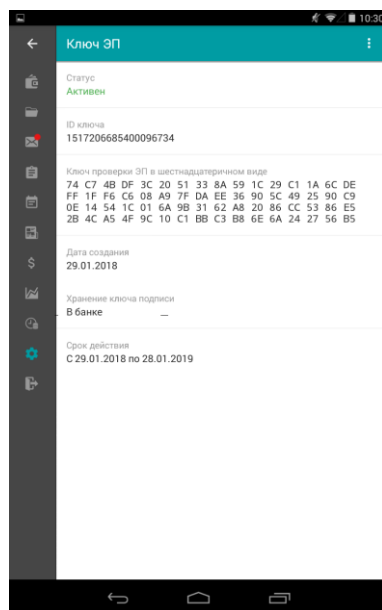 10:30
Ключ ЭП
Статус
Активен
ID ключа
1517206685400096734
Ключ проверки ЭП в шестнадцатеричном виде
74 C7 4B DF 3C 20 51 33 8A 59 1C 29 C1 1A 6C DE
FF 1F F6 C6 08 A9 7F DA EE 36 90 5C 49 25 90 C9
0E 14 54 1C 01 6A 9B 31 62 A8 20 86 CC 53 86 E5
2B 4C A5 4F 9C 10 C1 BB C3 B8 6E 6A 24 27 56 B5
Дата создания
29.01.2018
Хранение ключа подписи
В банке
Срок действия
С 29.01.2018 по 28.01.2019